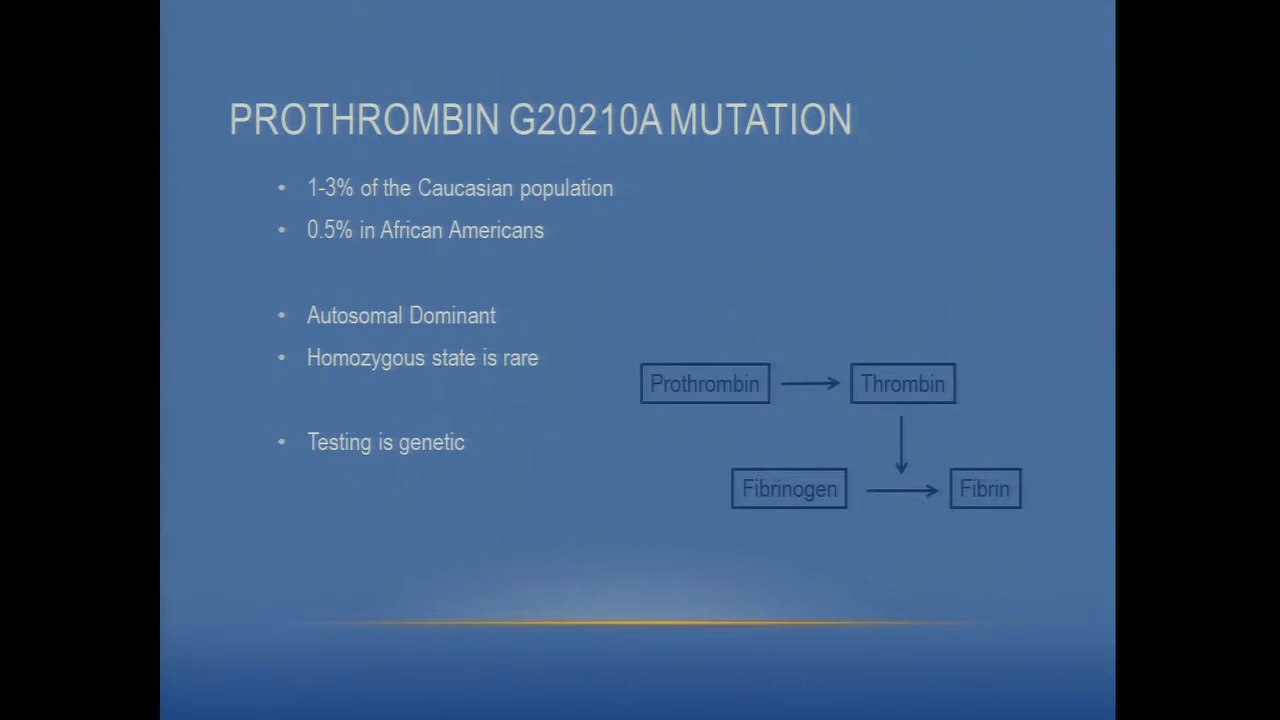 PROTHROMBIN G20210A MUTATION
• 1-3% of the Caucasian population
• 0.5% in African Americans
• Autosomal Dominant
• Homozygous state is rare
Prothrombin
Thrombin
• Testing is genetic
Fibrinogen
Fibrin